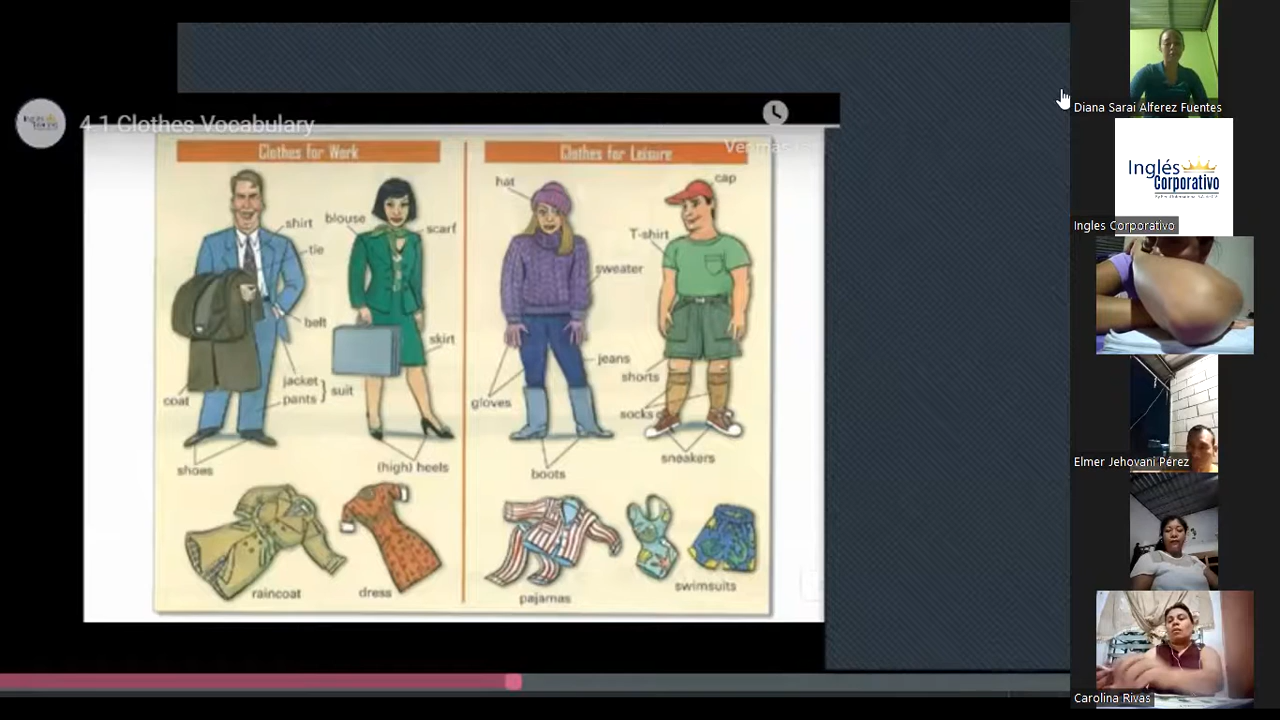 4 1 Clothes Vocabulary
Clothes for Work
Clothes for Leisure
hat
cap
shirt
blouse
scarf
T-shirt
tie
sweater
belt
skirt
jeans
shorts
jacket
pants
suit
coat
gloves
socks
shoes
(high) heels
boots
sneakers
raincoat
dress
pajamas
swimsuits
Diana Sarai Alferez Fuentes
Inglés
Corporativo
Ingles Corporativo
Elmer Jehovani Pérez
Carolina Rivas